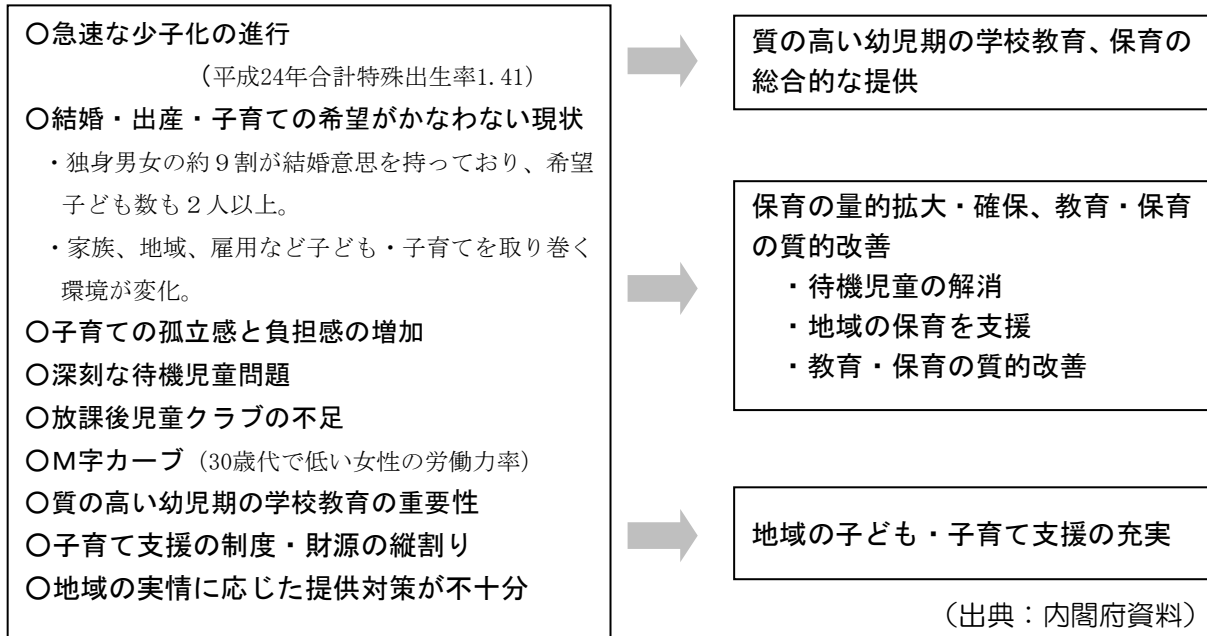 〇急速な少子化の進行
（平成24年合計特殊出生率1.41）
〇結婚・出産・子育ての希望がかなわない現状
・独身男女の約９割が結婚意思を持っており、希望
子ども数も２人以上。
・家族、地域、雇用など子ども・子育てを取り巻く
環境が変化。
〇子育ての孤立感と負担感の増加
〇深刻な待機児童問題
〇放課後児童クラブの不足
〇Ｍ字カーブ（30歳代で低い女性の労働力率）
〇質の高い幼児期の学校教育の重要性
〇子育て支援の制度・財源の縦割り
〇地域の実情に応じた提供対策が不十分
質の高い幼児期の学校教育、保育の
総合的な提供
保育の量的拡大・確保、教育・保育
の質的改善
・待機児童の解消
・地域の保育を支援
・教育・保育の質的改善
地域の子ども・子育て支援の充実
（出典：内閣府資料）